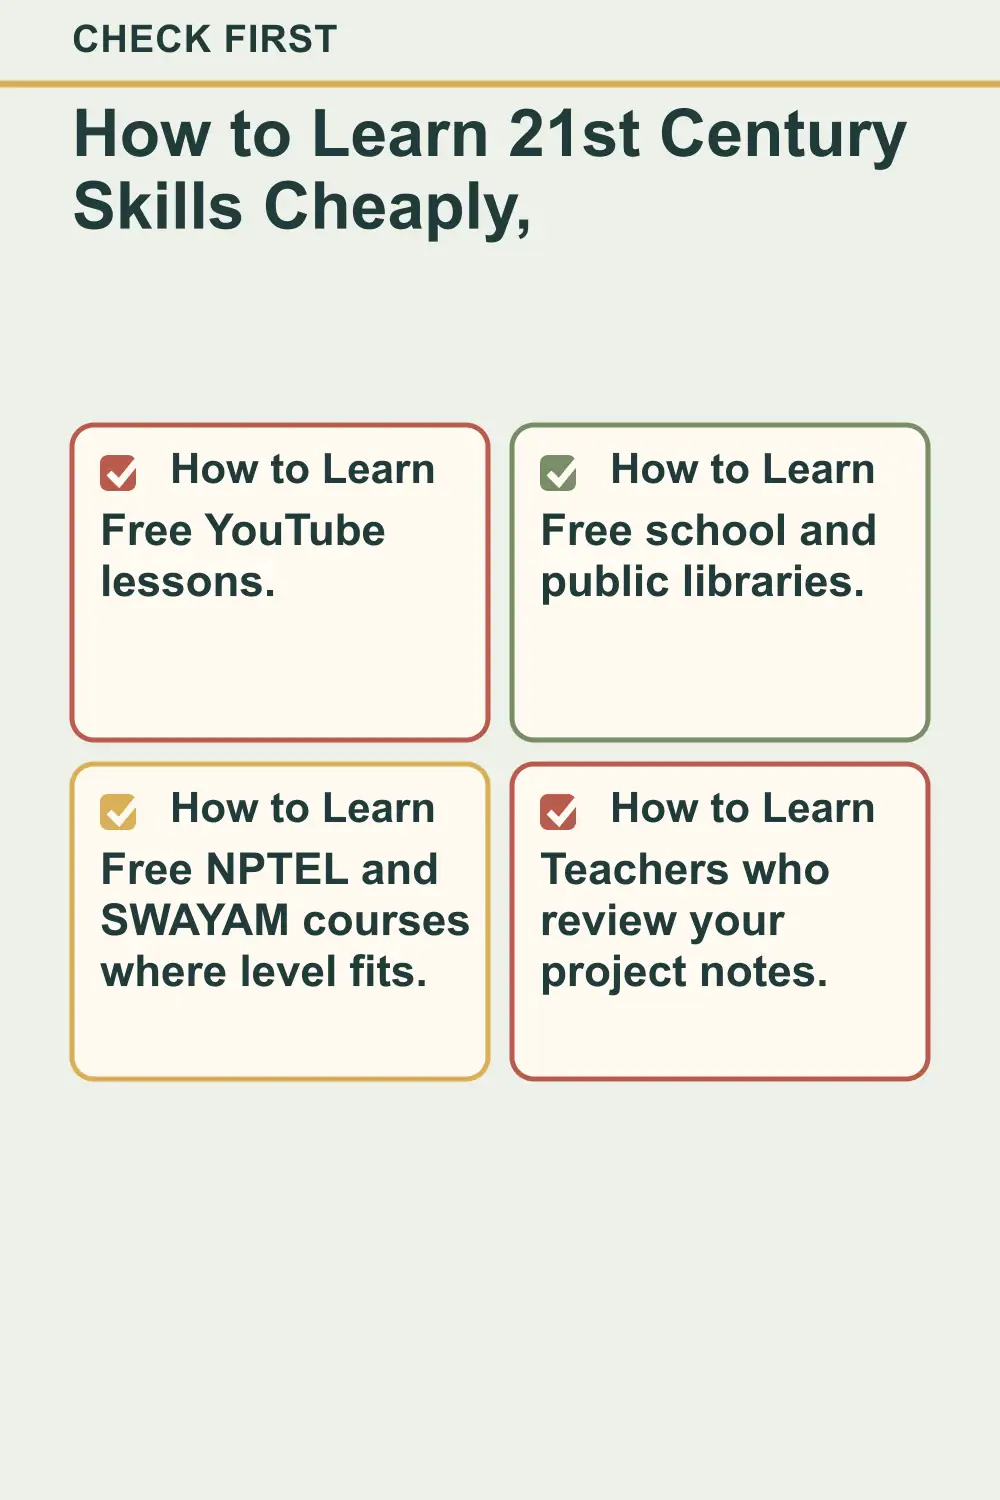 CHECK FIRST
How to Learn 21st Century
Skills Cheaply,
How to Learn
Free YouTube
lessons.
How to Learn
Free school and
public libraries.
How to Learn
Free NPTEL and
SWAYAM courses
where level fits.
How to Learn
Teachers who
review your
project notes.